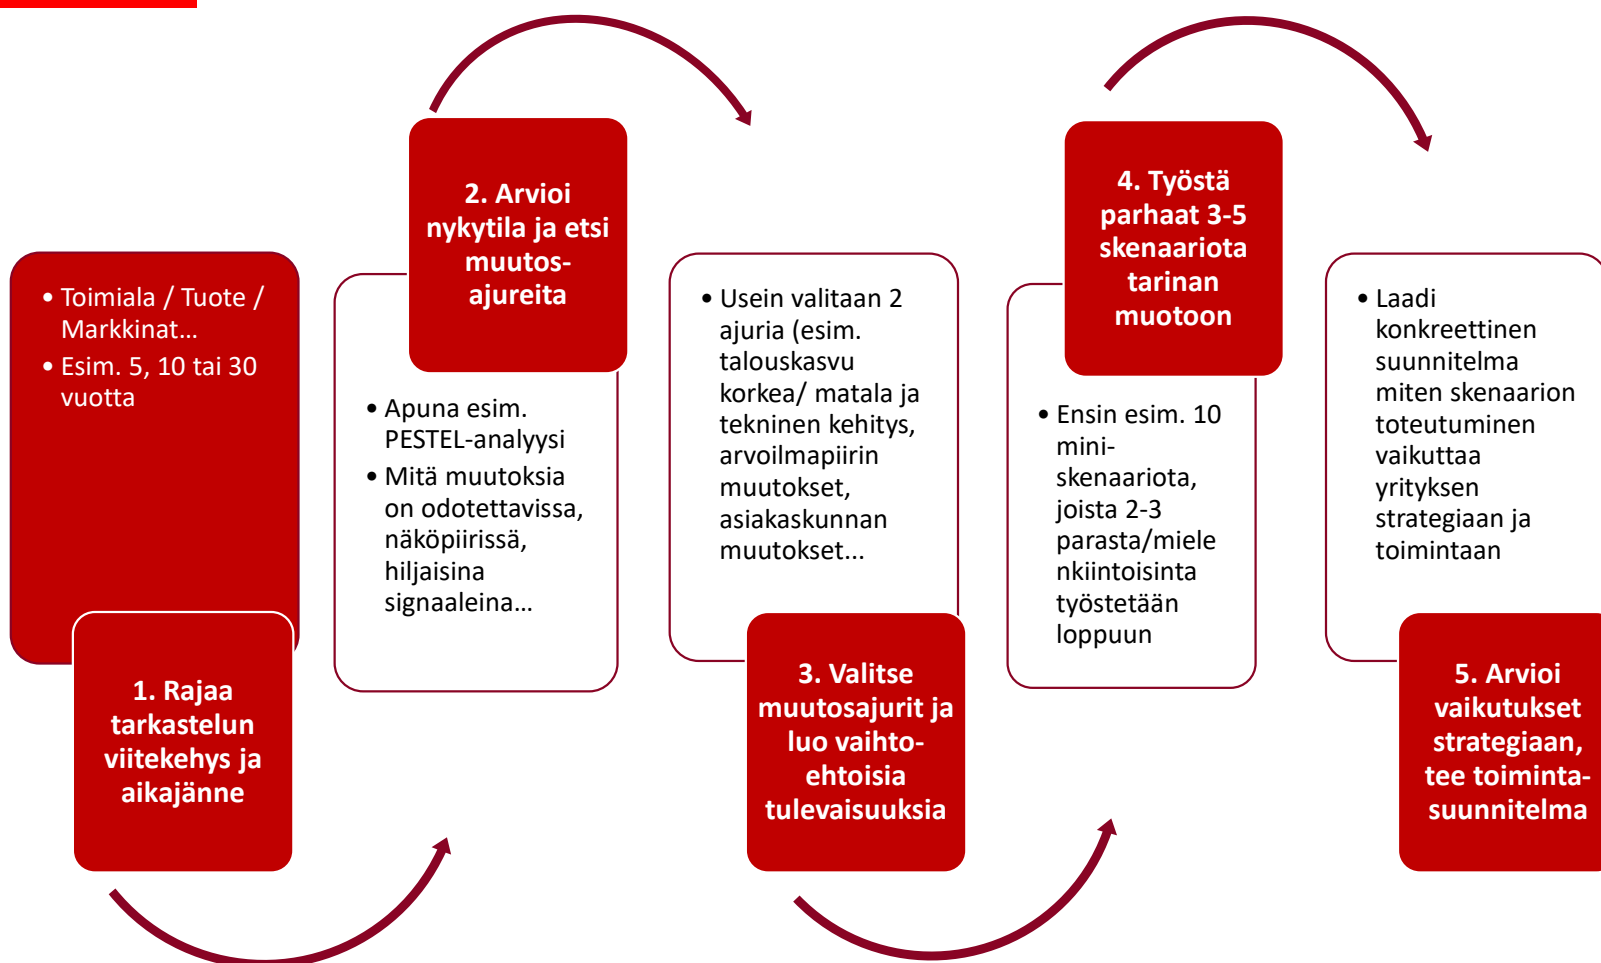 • Toimiala / Tuote /
Markkinat...
• Esim. 5, 10 tai 30
vuotta
1. Rajaa
tarkastelun
viitekehys ja
aikajänne
2. Arvioi
nykytila ja etsi
muutos-
ajureita
• Apuna esim.
PESTEL-analyysi
• Mitä muutoksia
on odotettavissa,
näköpiirissä,
hiljaisina
signaaleina...
• Usein valitaan 2
ajuria (esim.
talouskasvu
korkea/ matala ja
tekninen kehitys,
arvoilmapiirin
muutokset,
asiakaskunnan
muutokset...
3. Valitse
muutosajurit ja
luo vaihto-
ehtoisia
tulevaisuuksia
4. Työstä
parhaat 3-5
skenaariota
tarinan
muotoon
• Ensin esim. 10
mini-
skenaariota,
joista 2-3
parasta/miele
nkiintoisinta
työstetään
loppuun
• Laadi
konkreettinen
suunnitelma
miten skenaarion
toteutuminen
vaikuttaa
yrityksen
strategiaan ja
toimintaan
5. Arvioi
vaikutukset
strategiaan,
tee toiminta-
suunnitelma